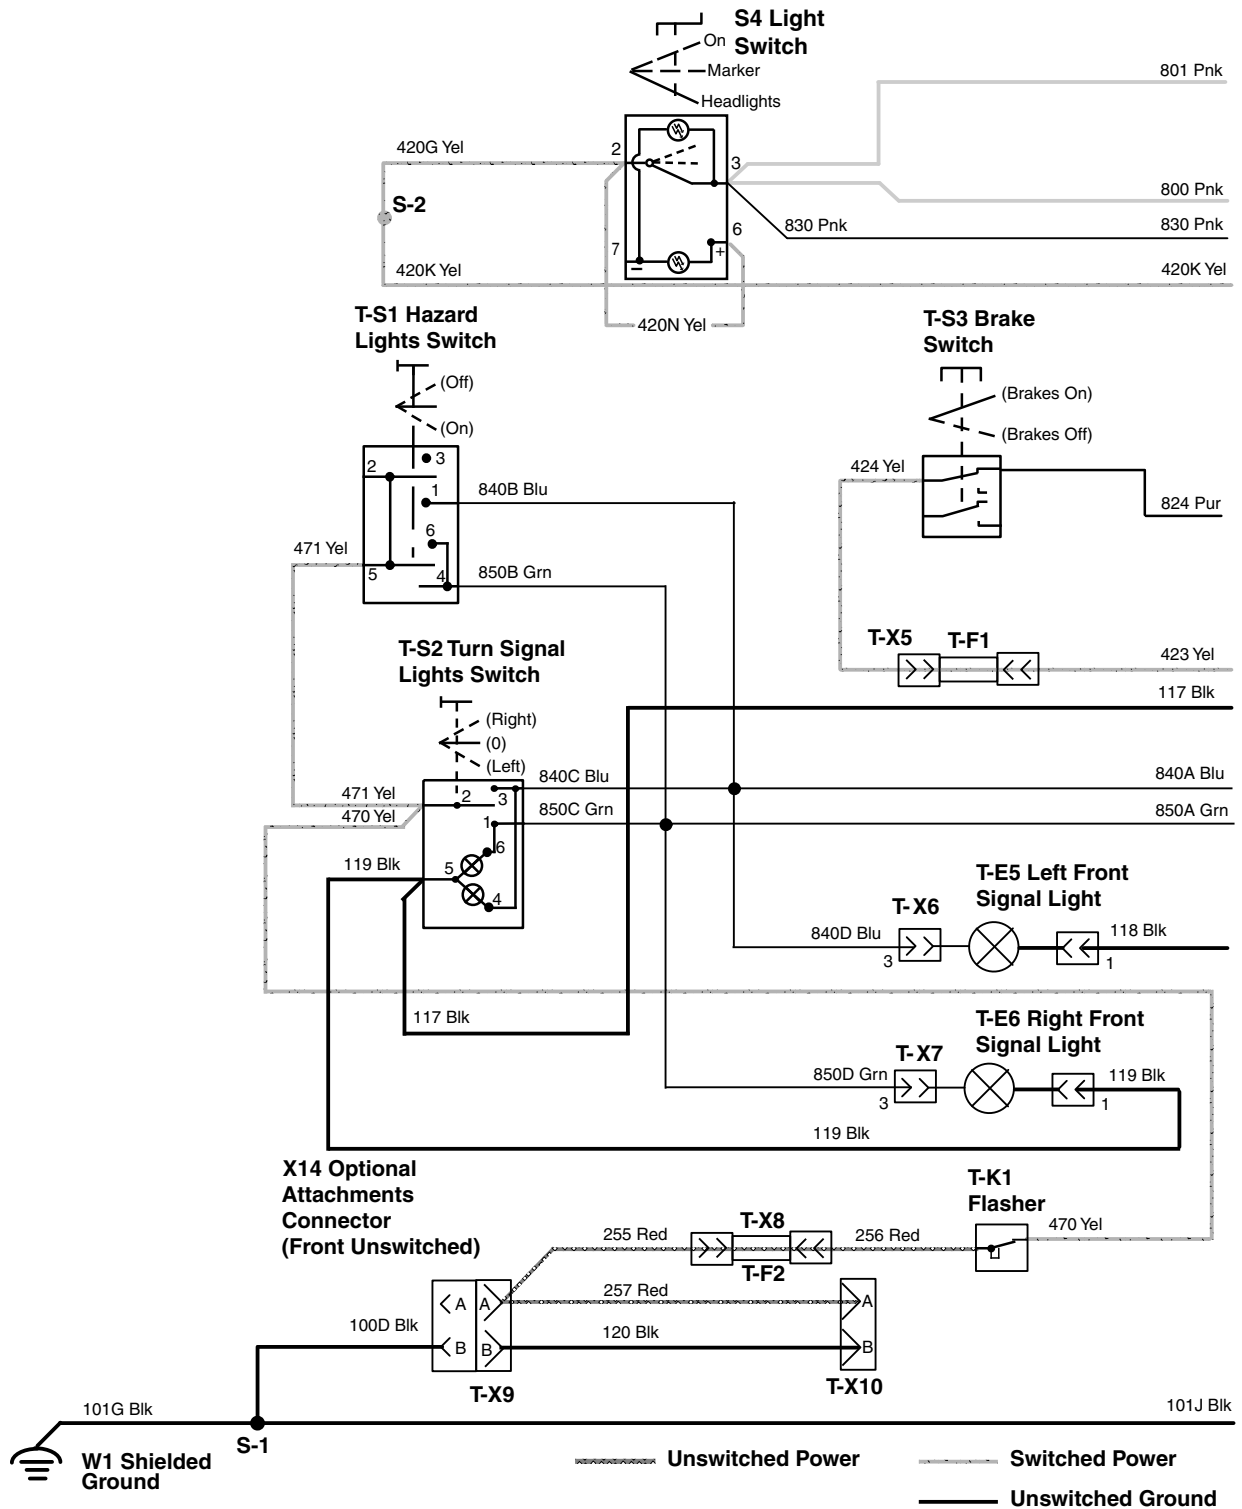 S4 Light
Switch
On
Marker
Headlights
801 Pnk
420G Yel
2
3
S-2
800 Pnk
830 Pnk
830 Pnk
7
6
+
–
420K Yel
420K Yel
420N Yel
T-S1 Hazard
Lights Switch
(Off)
(On)
T-S3 Brake
Switch
(Brakes On)
(Brakes Off)
3
2
1
840B Blu
424 Yel
824 Pur
6
471 Yel
5
4
850B Grn
T-S2 Turn Signal
Lights Switch
T-X5
T-F1
423 Yel
117 Blk
(Right)
(0)
(Left)
840C Blu
840A Blu
471 Yel
2
3
470 Yel
1
850C Grn
850A Grn
6
119 Blk
5
4
T-E5 Left Front
Signal Light
T-X6
840D Blu
3
118 Blk
1
117 Blk
T-E6 Right Front
Signal Light
T-X7
850D Grn
3
119 Blk
1
119 Blk
X14 Optional
Attachments
Connector
(Front Unswitched)
T-K1
Flasher
T-X8
255 Red
256 Red
470 Yel
T-F2
257 Red
A
A
A
100D Blk
120 Blk
B
B
B
T-X9
T-X10
101G Blk
101J Blk
S-1
W1 Shielded
Ground
Unswitched Power
Switched Power
Unswitched Ground